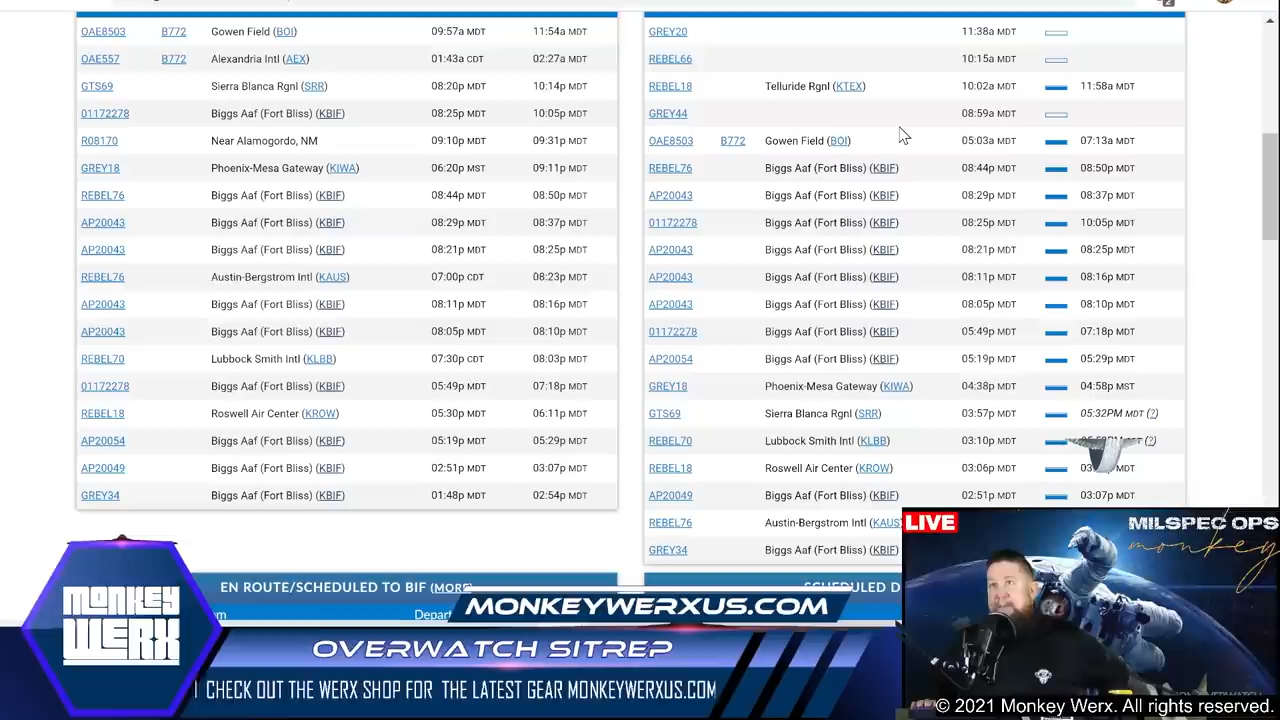 OAE8503 B772 Gowen Field (BOI) 09:57a MDT 11:54a MDT
OAE557 B772 Alexandria Intl (AEX) 01:43a CDT 02:27a MDT
GTS69 Sierra Blanca Rgnl (SRR) 08:20p MDT 10:14p MDT
01172278 Biggs Aaf (Fort Bliss) (KBIF) 08:25p MDT 10:05p MDT
R08170 Near Alamogordo, NM 09:10p MDT 09:31p MDT
GREY18 Phoenix-Mesa Gateway (KIWA) 06:20p MST 09:11p MDT
REBEL76 Biggs Aaf (Fort Bliss) (KBIF) 08:44p MDT 08:50p MDT
AP20043 Biggs Aaf (Fort Bliss) (KBIF) 08:29p MDT 08:37p MDT
AP20043 Biggs Aaf (Fort Bliss) (KBIF) 08:21p MDT 08:25p MDT
REBEL76 Austin-Bergstrom Intl (KAUS) 07:00p CDT 08:23p MDT
AP20043 Biggs Aaf (Fort Bliss) (KBIF) 08:11p MDT 08:16p MDT
AP20043 Biggs Aaf (Fort Bliss) (KBIF) 08:05p MDT 08:10p MDT
REBEL70 Lubbock Smith Intl (KLBB) 07:30p CDT 08:03p MDT
01172278 Biggs Aaf (Fort Bliss) (KBIF) 05:49p MDT 07:18p MDT
REBEL18 Roswell Air Center (KROW) 05:30p MDT 06:11p MDT
AP20054 Biggs Aaf (Fort Bliss) (KBIF) 05:19p MDT 05:29p MDT
AP20049 Biggs Aaf (Fort Bliss) (KBIF) 02:51p MDT 03:07p MDT
GREY34 Biggs Aaf (Fort Bliss) (KBIF) 01:48p MDT 02:54p MDT
GREY20 11:38a MDT
REBEL66 10:15a MDT
REBEL18 Telluride Rgnl (KTEX) 10:02a MDT 11:58a MDT
GREY44 08:59a MDT
OAE8503 B772 Gowen Field (BOI) 05:03a MDT 07:13a MDT
REBEL76 Biggs Aaf (Fort Bliss) (KBIF) 08:44p MDT 08:50p MDT
AP20043 Biggs Aaf (Fort Bliss) (KBIF) 08:29p MDT 08:37p MDT
01172278 Biggs Aaf (Fort Bliss) (KBIF) 08:25p MDT 10:05p MDT
AP20043 Biggs Aaf (Fort Bliss) (KBIF) 08:21p MDT 08:25p MDT
AP20043 Biggs Aaf (Fort Bliss) (KBIF) 08:11p MDT 08:16p MDT
AP20043 Biggs Aaf (Fort Bliss) (KBIF) 08:05p MDT 08:10p MDT
01172278 Biggs Aaf (Fort Bliss) (KBIF) 05:49p MDT 07:18p MDT
AP20054 Biggs Aaf (Fort Bliss) (KBIF) 05:19p MDT 05:29p MDT
GREY18 Phoenix-Mesa Gateway (KIWA) 04:38p MDT 04:58p MST
GTS69 Sierra Blanca Rgnl (SRR) 03:57p MDT 05:32PM MDT (?)
REBEL70 Lubbock Smith Intl (KLBB) 03:10p MDT (?)
REBEL18 Roswell Air Center (KROW) 03:06p MDT MDT
AP20049 Biggs Aaf (Fort Bliss) (KBIF) 02:51p MDT 03:07p MDT
REBEL76 Austin-Bergstrom Intl (KAUS
GREY34 Biggs Aaf (Fort Bliss) (KBIF)
EN ROUTE/SCHEDULED TO BIF (MORE
SCHEDULED D
Depart
LIVE
MILSPEC OPS
monkey
MONKEY
WERX
MONKEYWERXUS.COM
OVERWATCH SITREP
! CHECK OUT THE WERX SHOP FOR THE LATEST GEAR MONKEYWERXUS.COM
© 2021 Monkey Werx. All rights reserved.